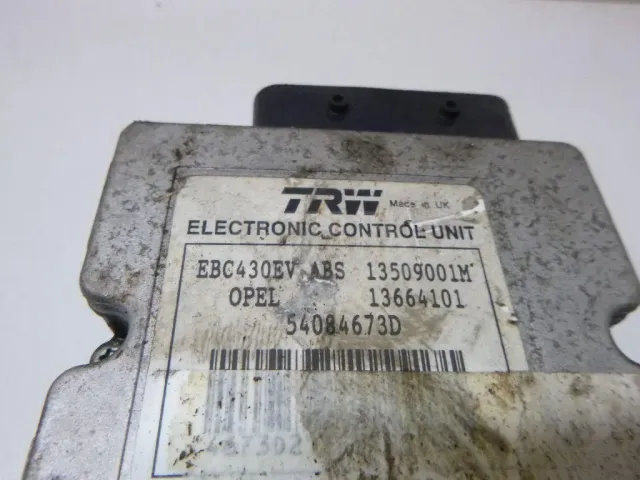 TRW Made in UK
ELECTRONIC CONTROL UNIT
EBC430EV ABS 13509001M
OPEL 13664101
54084673D